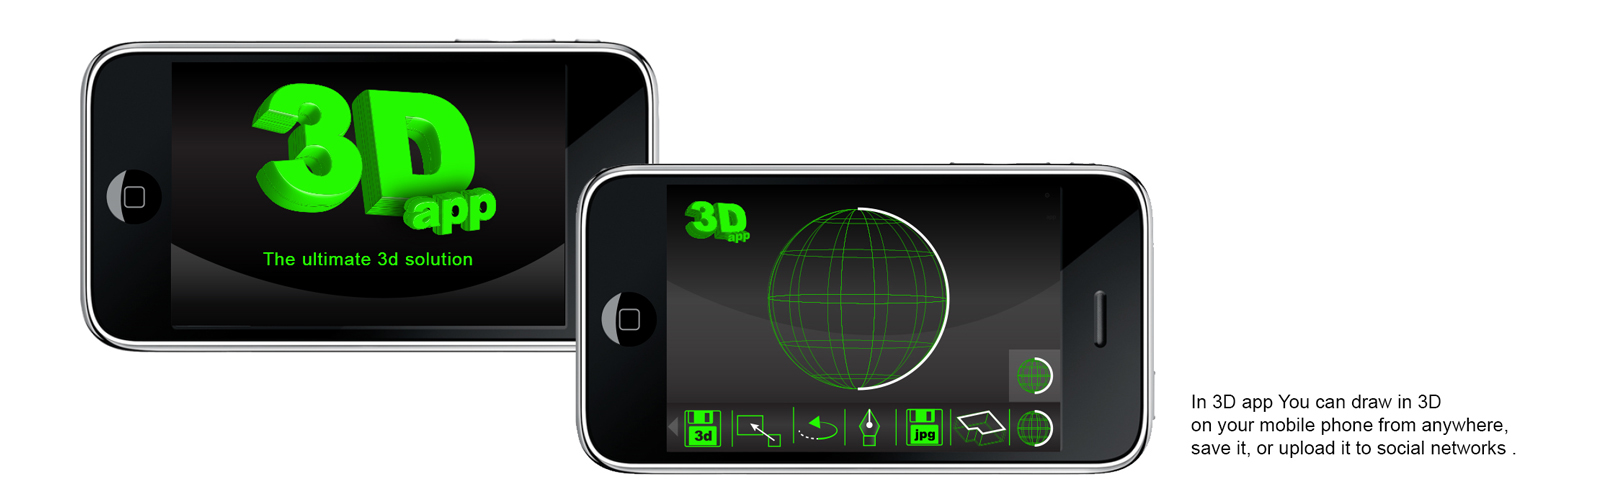 3D
app
The ultimate 3d solution
3D
app
3d
jpg
In 3D app You can draw in 3D
on your mobile phone from anywhere,
save it, or upload it to social networks .